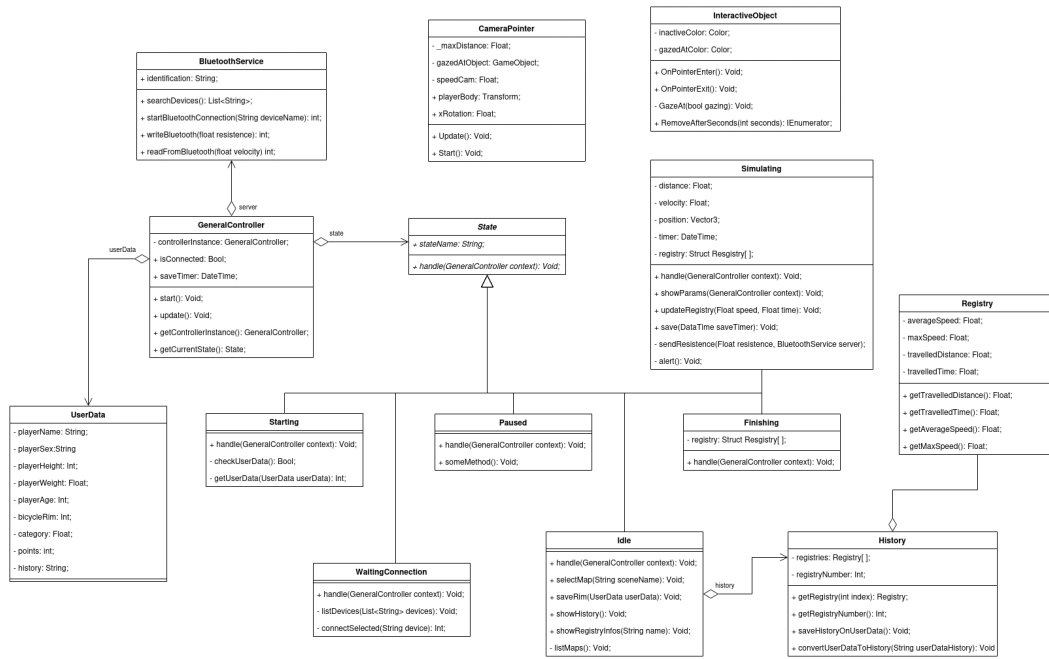 CameraPointer
- _maxDistance: Float;
- gazedAtObject: GameObject;
- speedCam: Float;
+ playerBody: Transform;
+ xRotation: Float;
+ Update(): Void;
+ Start(): Void;
InteractiveObject
- inactiveColor: Color;
- gazedAtColor: Color;
+ OnPointerEnter(): Void;
+ OnPointerExit(): Void;
- GazeAt(bool gazing): Void;
+ RemoveAfterSeconds(int seconds): IEnumerator;
BluetoothService
+ identification: String;
+ searchDevices(): List<String>;
+ startBluetoothConnection(String deviceName): int;
+ writeBluetooth(float resistence): int;
+ readFromBluetooth(float velocity) int;
server
GeneralController
- controllerInstance: GeneralController;
+ isConnected: Bool;
+ saveTimer: DateTime;
+ start(): Void;
+ update(): Void;
+ getControllerInstance(): GeneralController;
+ getCurrentState(): State;
userData
state
State
+ stateName: String;
+ handle(GeneralController context): Void;
Simulating
- distance: Float;
- velocity: Float;
- position: Vector3;
- timer: DateTime;
- registry: Struct Resgistry[ ];
+ handle(GeneralController context): Void;
+ showParams(GeneralController context): Void;
+ updateRegistry(Float speed, Float time): Void;
+ save(DataTime saveTimer): Void;
- sendResistence(Float resistence, BluetoothService server);
- alert(): Void;
Registry
- averageSpeed: Float;
- maxSpeed: Float;
- travelledDistance: Float;
- travelledTime: Float;
+ getTravelledDistance(): Float;
+ getTravelledTime(): Float;
+ getAverageSpeed(): Float;
+ getMaxSpeed(): Float;
UserData
- playerName: String;
- playerSex:String
- playerHeight: Int;
- playerWeight: Float;
- playerAge: Int;
- bicycleRim: Int;
- category: Float;
- points: int;
- history: String;
Starting
+ handle(GeneralController context): Void;
- checkUserData(): Bool;
- getUserData(UserData userData): Int;
Paused
+ handle(GeneralController context): Void;
+ someMethod(): Void;
Finishing
- registry: Struct Resgistry[ ];
+ handle(GeneralController context): Void;
WaitingConnection
+ handle(GeneralController context): Void;
- listDevices(List<String> devices): Void;
- connectSelected(String device): Int;
Idle
+ handle(GeneralController context): Void;
+ selectMap(String sceneName): Void;
+ saveRim(UserData userData): Void;
+ showHistory(): Void;
+ showRegistryInfos(String name): Void;
- listMaps(): Void;
history
History
- registries: Registry[ ];
- registryNumber: Int;
+ getRegistry(int index): Registry;
+ getRegistryNumber(): Int;
+ saveHistoryOnUserData(): Void;
+ convertUserDataToHistory(String userDataHistory): Void